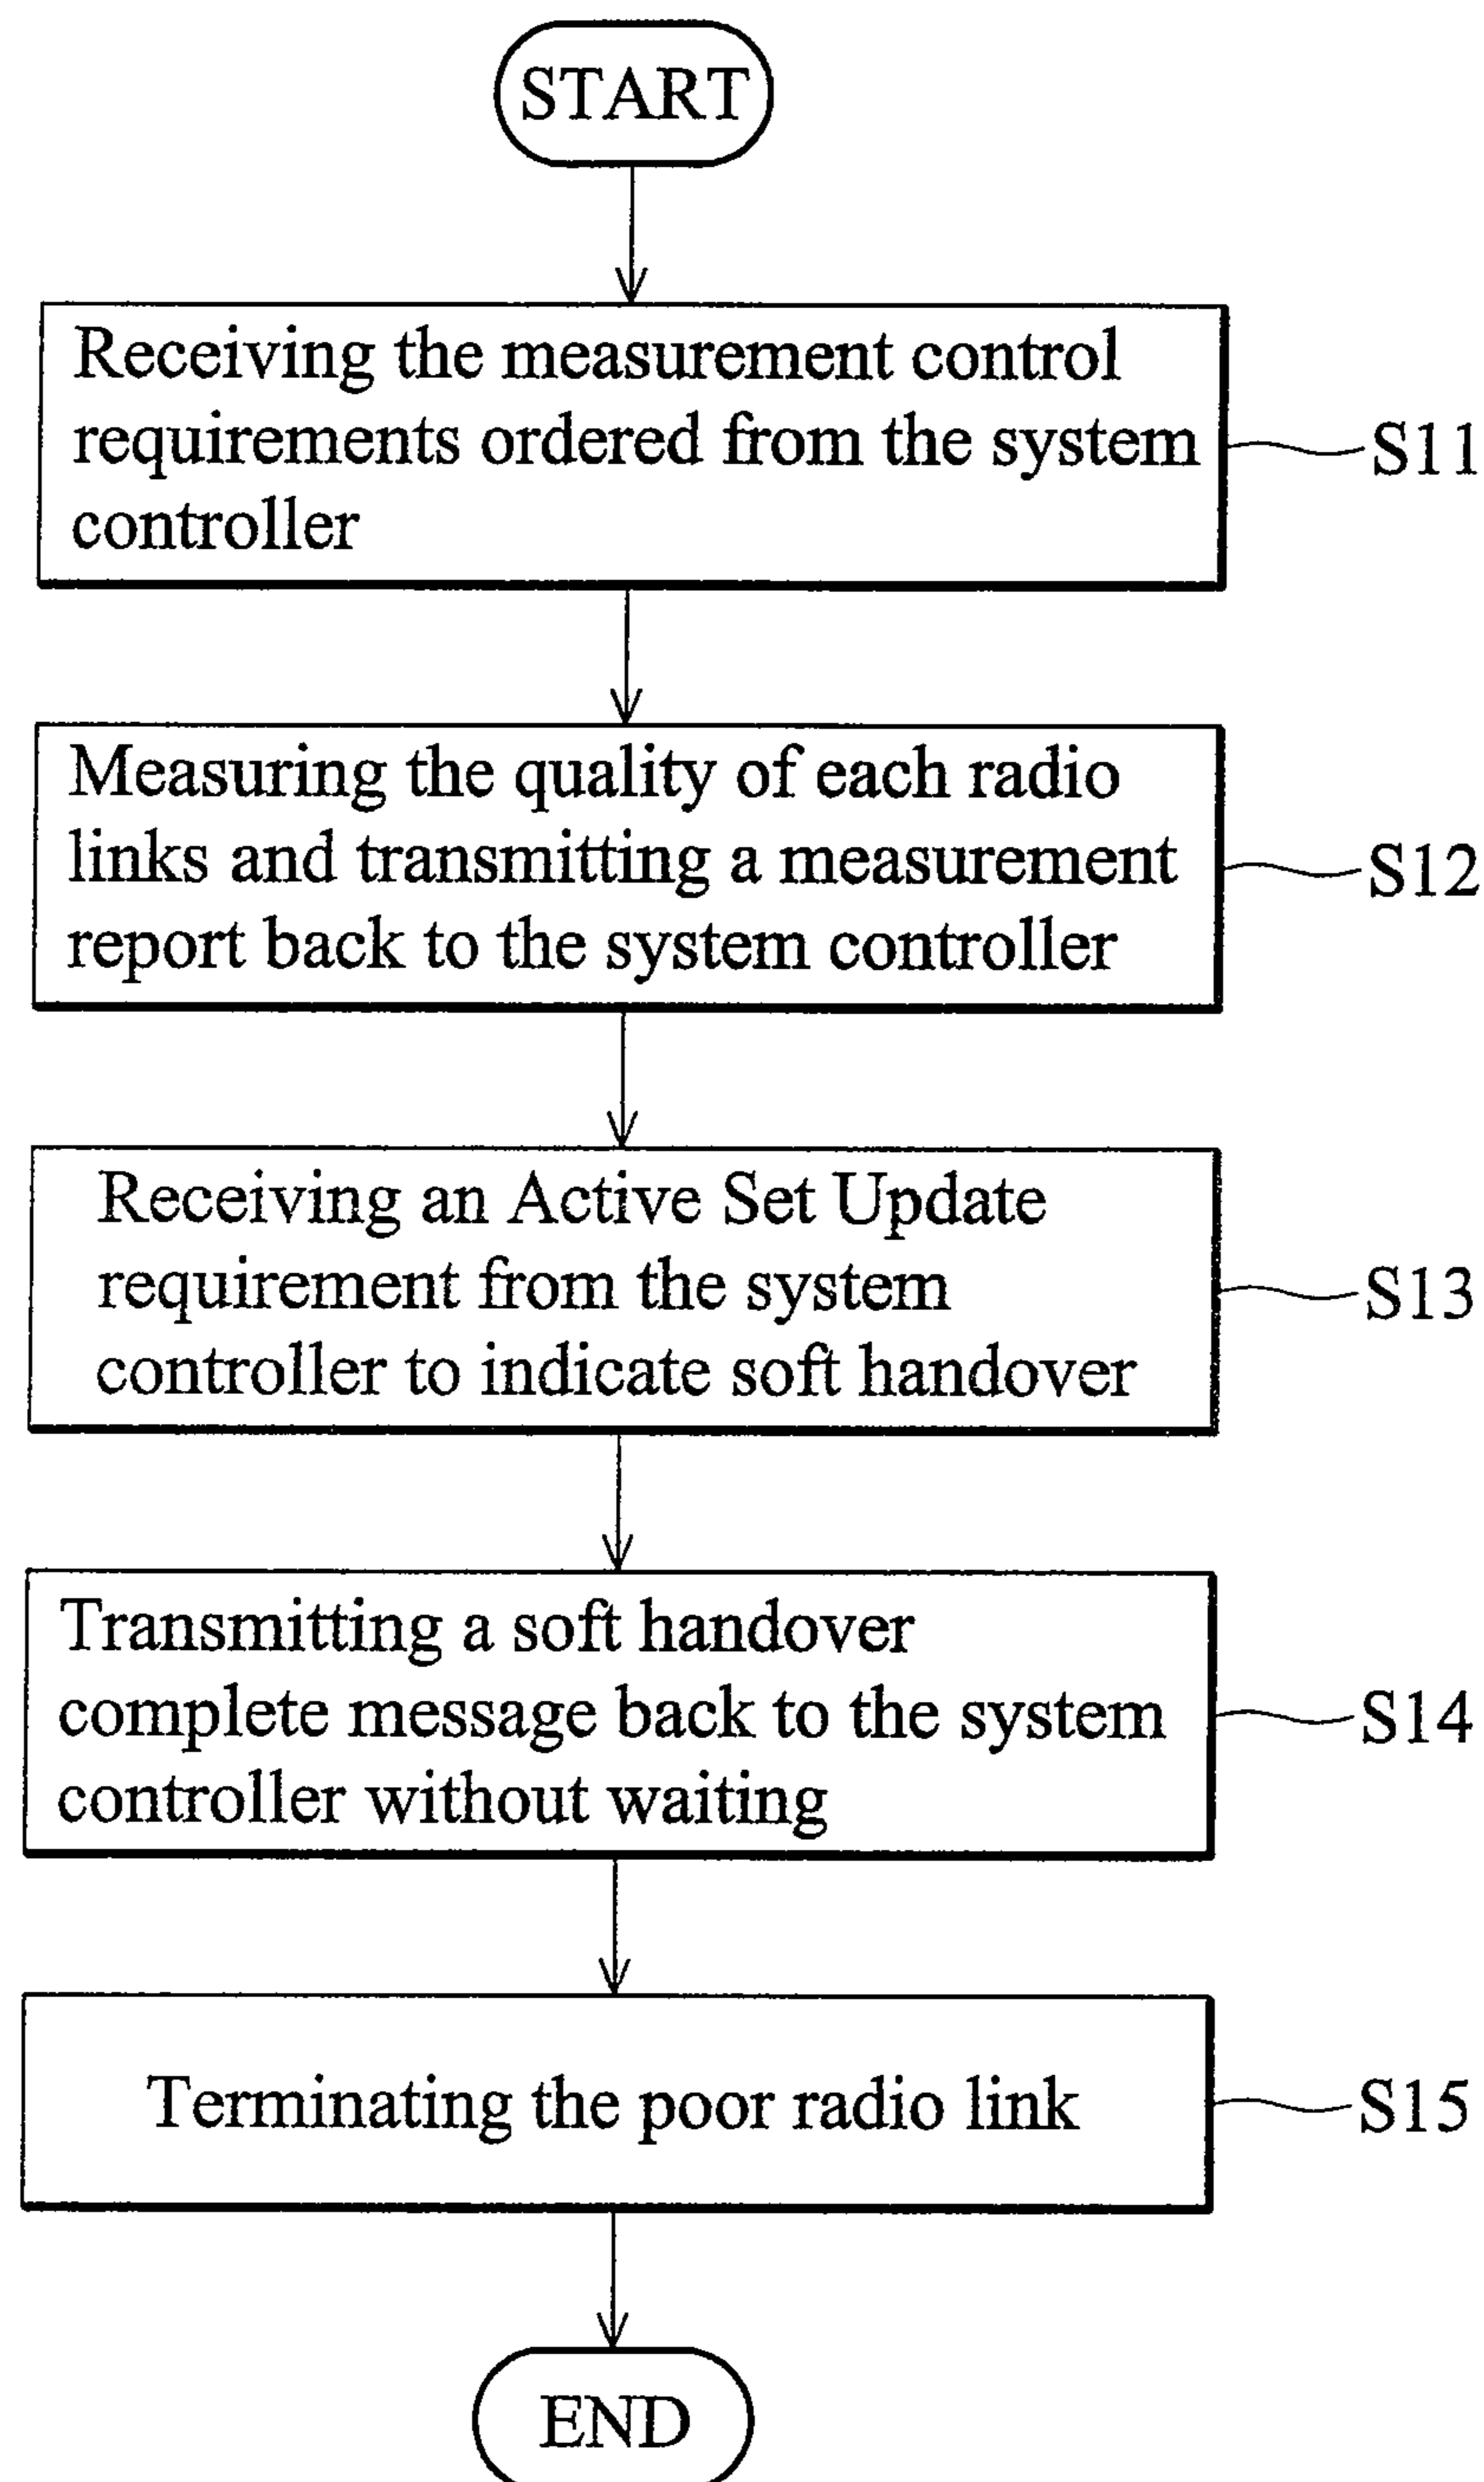 START
Receiving the measurement control
requirements ordered from the system
controller
S11
Measuring the quality of each radio
links and transmitting a measurement
report back to the system controller
S12
Receiving an Active Set Update
requirement from the system
controller to indicate soft handover
S13
Transmitting a soft handover
complete message back to the system
controller without waiting
S14
Terminating the poor radio link
S15
END